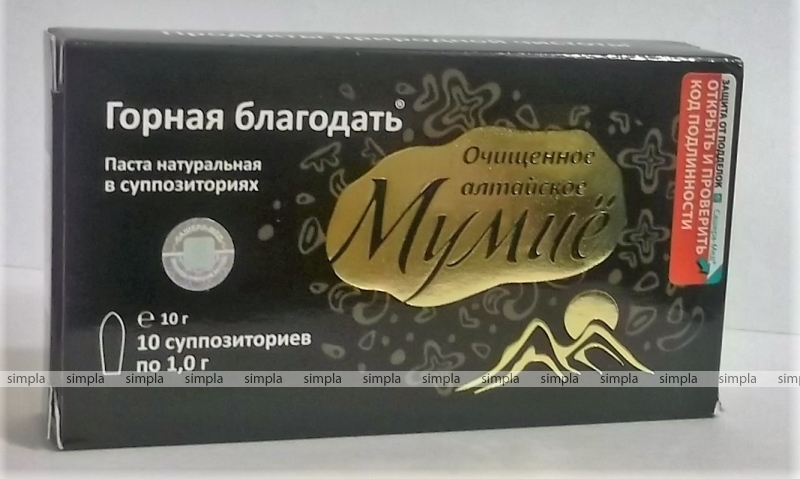 Горная благодать®
Паста натуральная
в суппозиториях
Очищенное
алтайское
Мумиё
ЗАЩИТА ОТ ПОДДЕЛОК
ОТКРЫТЬ И ПРОВЕРИТЬ
КОД ПОДЛИННОСТИ
℮ 10 г
10 суппозиториев
по 1,0 г
simpla simpla simpla simpla simpla simpla simpla simpla simpla simpla simpla simpla simpla simpla